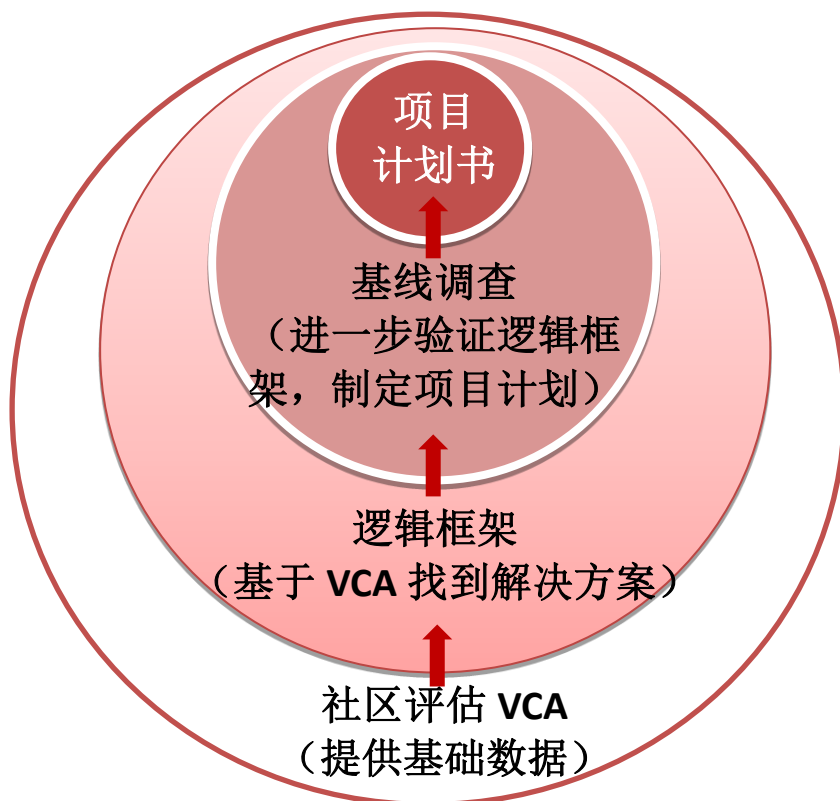 项目
计划书
基线调查
（进一步验证逻辑框
架，制定项目计划）
逻辑框架
（基于 VCA 找到解决方案）
社区评估 VCA
（提供基础数据）